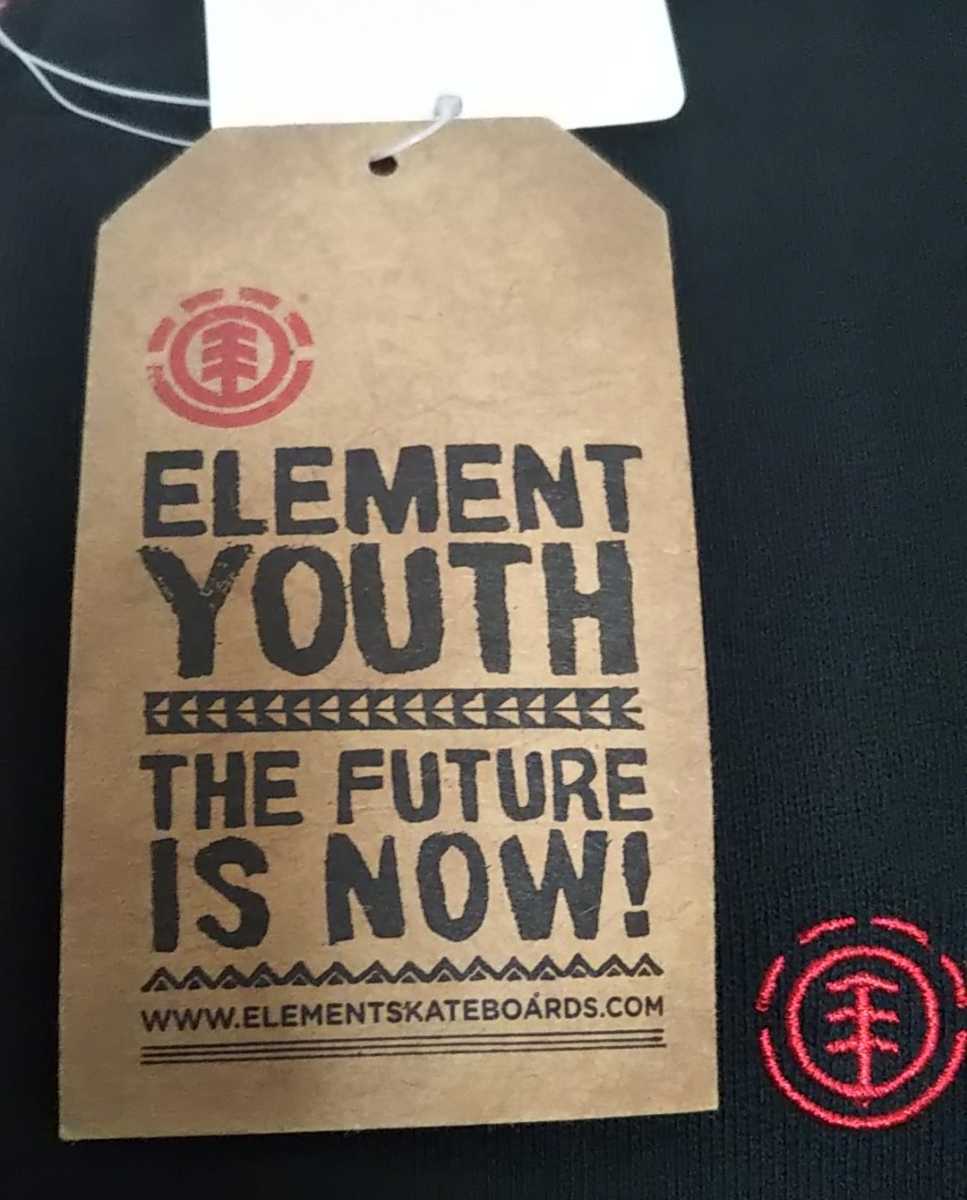 ELEMENT
YOUTH
THE FUTURE
IS NOW!
WWW.ELEMENTSKATEBOARDS.COM